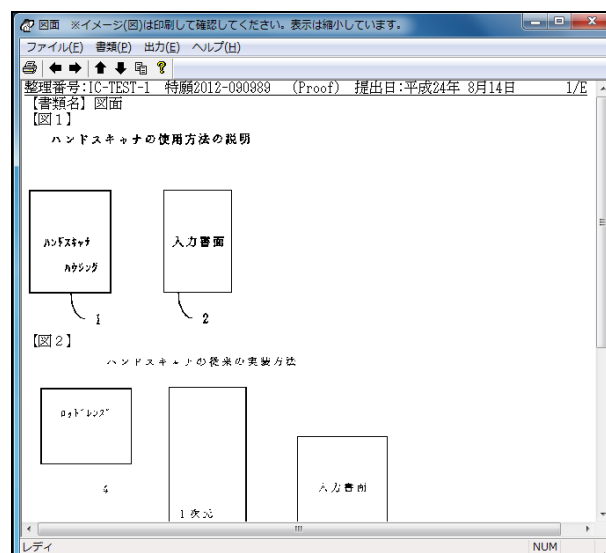 図面　※イメージ(図)は印刷して確認してください。表示は縮小しています。
ファイル(F)　書類(P)　出力(E)　ヘルプ(H)
整理番号:IC-TEST-1　特願2012-090989　(Proof)　提出日:平成24年 8月14日　1/E
【書類名】図面
【図１】
ハンドスキャナの使用方法の説明
ﾊﾝﾄﾞｽｷｬﾅ
入力書面
ﾊｳｼﾞﾝｸﾞ
1
2
【図２】
ハンドスキャナの従来の実装方法
ﾛｯﾄﾞﾚﾝｽﾞ
4
入力書面
１次元
レディ
NUM